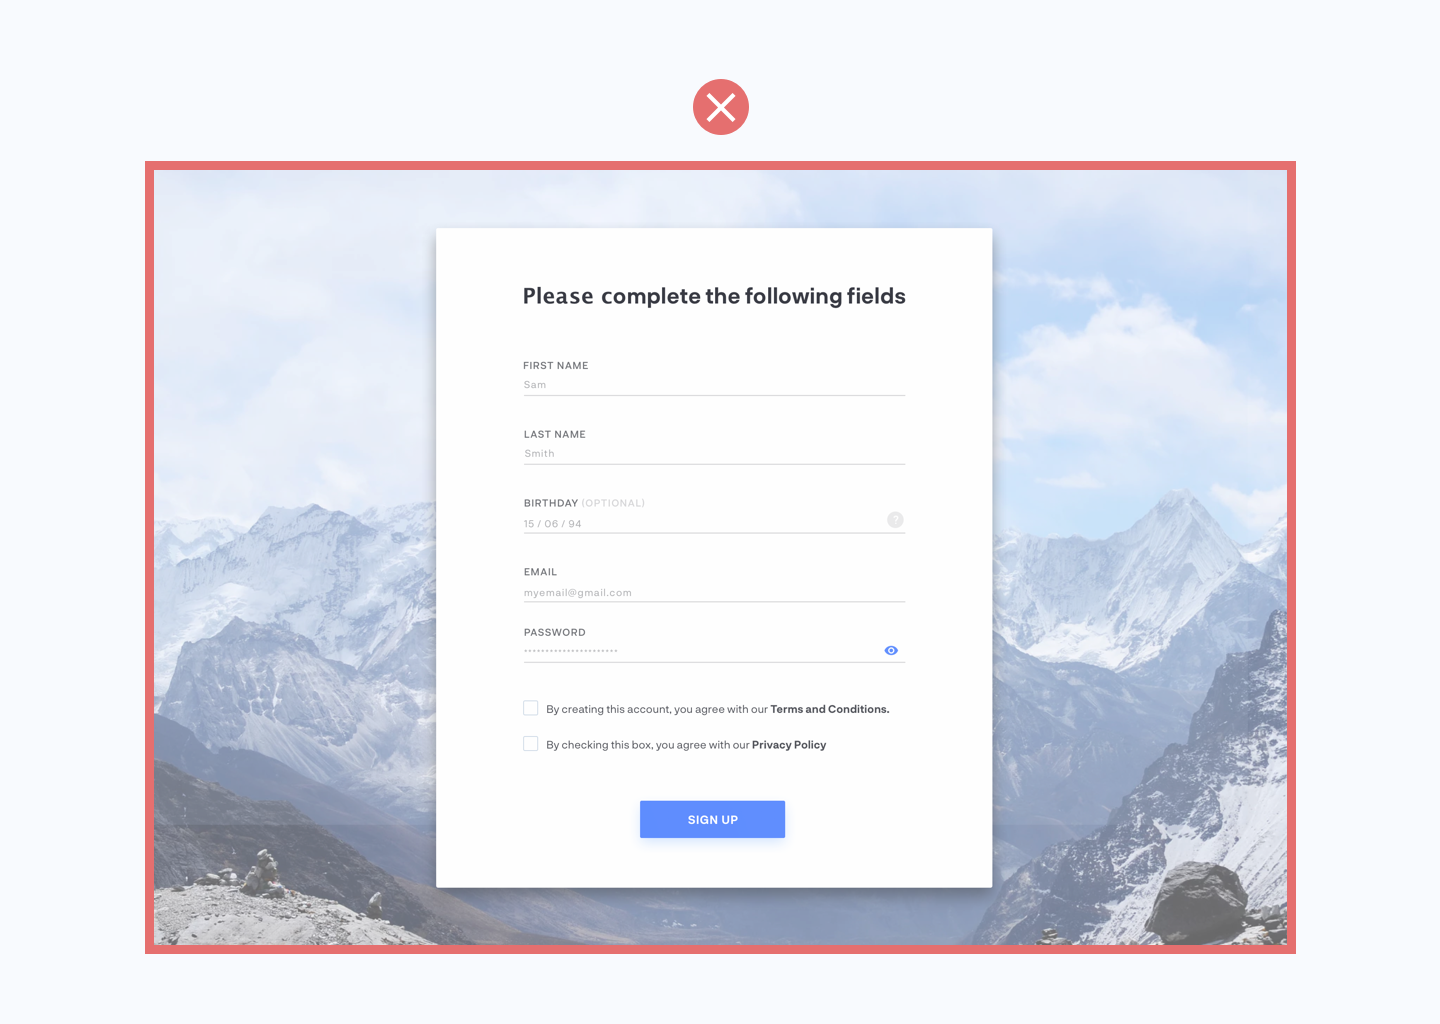 Please complete the following fields
FIRST NAME
Sam
LAST NAME
Smith
BIRTHDAY (OPTIONAL)
15 / 06 / 94
?
EMAIL
myemail@gmail.com
PASSWORD
••••••••••••••••••••••
By creating this account, you agree with our Terms and Conditions.
By checking this box, you agree with our Privacy Policy
SIGN UP